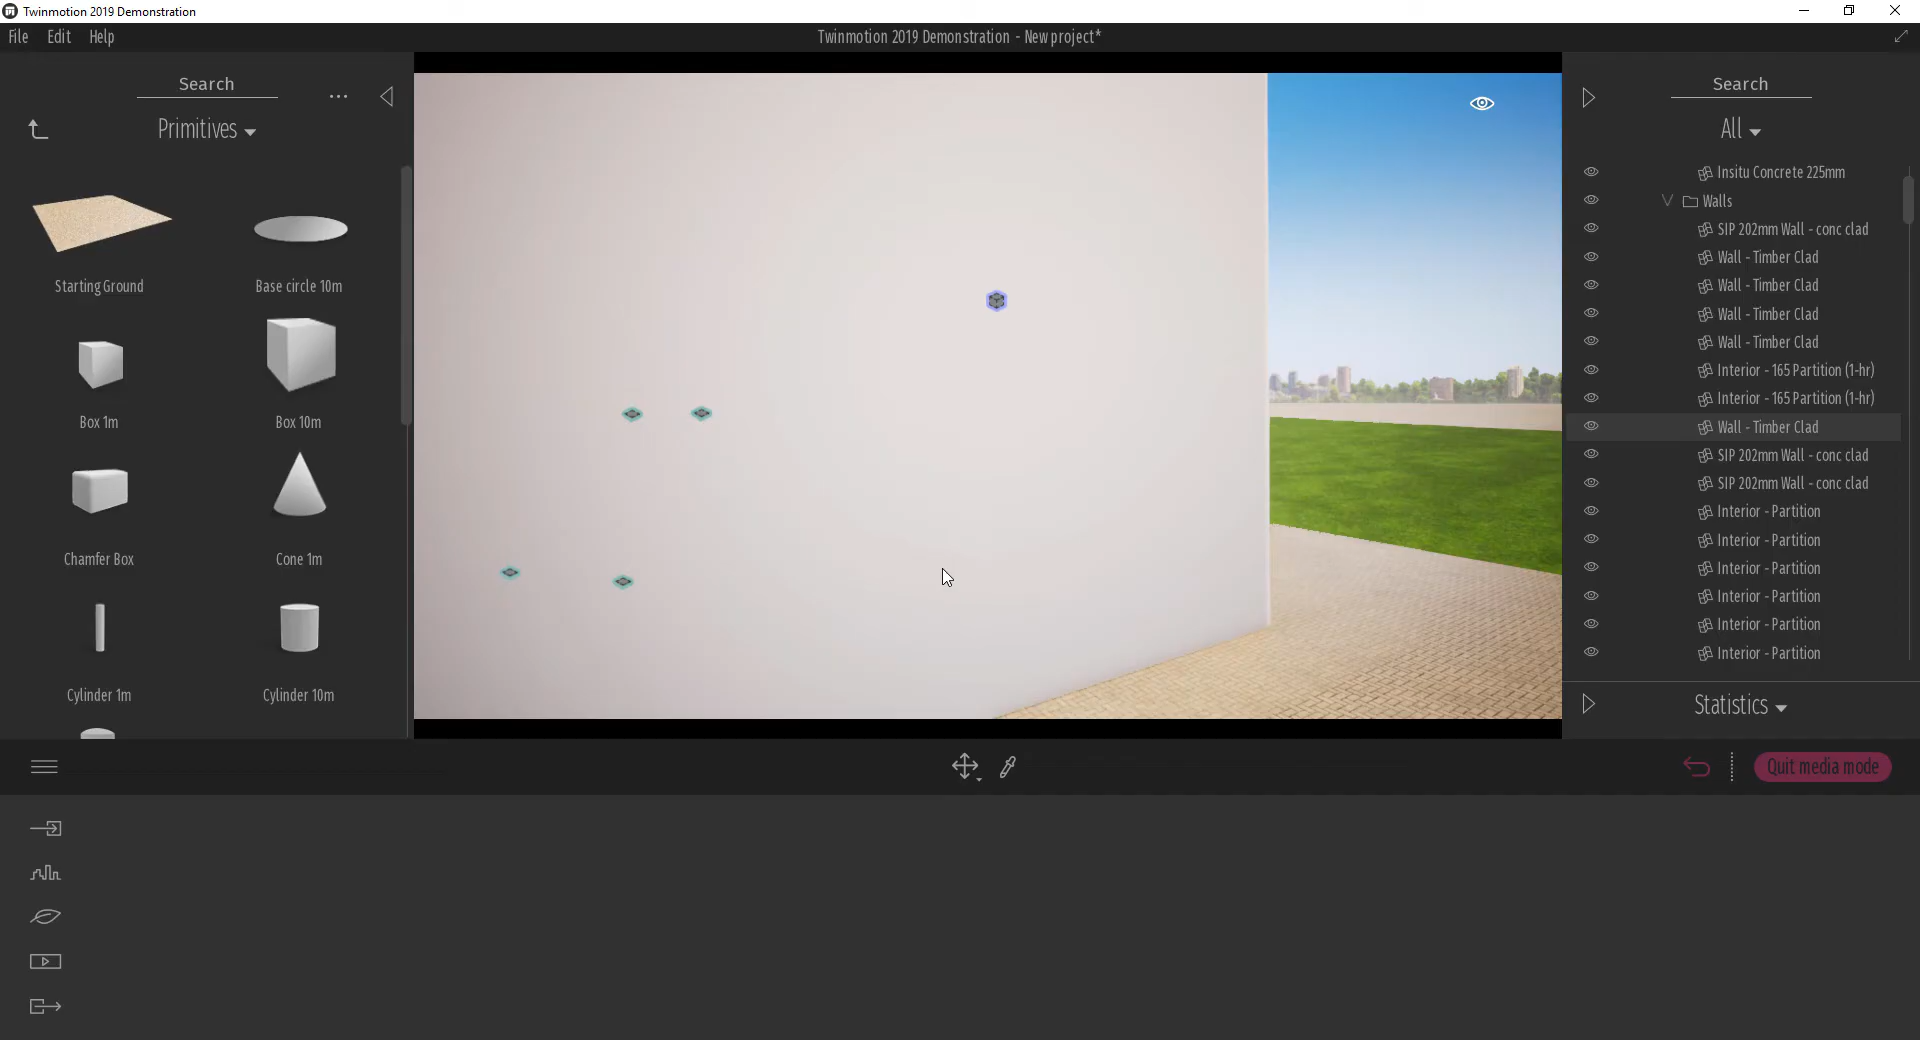 Twinmotion 2019 Demonstration
File Edit Help
Twinmotion 2019 Demonstration - New project*
Search
...
Primitives
Starting Ground
Base circle 10m
Box 1m
Box 10m
Chamfer Box
Cone 1m
Cylinder 1m
Cylinder 10m
Search
All
Insitu Concrete 225mm
Walls
SIP 202mm Wall - conc clad
Wall - Timber Clad
Wall - Timber Clad
Wall - Timber Clad
Wall - Timber Clad
Interior - 165 Partition (1-hr)
Interior - 165 Partition (1-hr)
Wall - Timber Clad
SIP 202mm Wall - conc clad
SIP 202mm Wall - conc clad
Interior - Partition
Interior - Partition
Interior - Partition
Interior - Partition
Interior - Partition
Interior - Partition
Statistics
Quit media mode